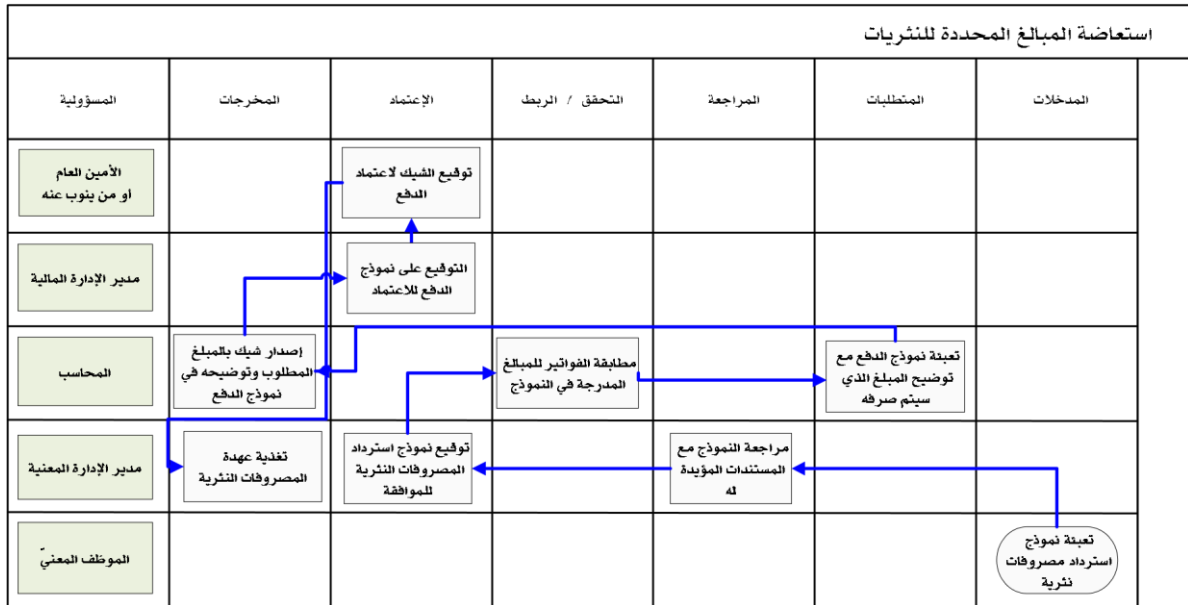 استعاضة المبالغ المحددة للنثريات
المدخلات
المتطلبات
المراجعة
التحقق / الربط
الإعتماد
المخرجات
المسؤولية
توقيع الشيك لاعتماد
الدفع
الأمين العام
او من ينوب عنه
التوقيع على نموذج
الدفع للاعتماد
مدير الإدارة المالية
تعبئة نموذج الدفع مع
توضيح المبلغ الذي
سيتم صرفه
مطابقة الفواتير للمبالغ
المدرجة في النموذج
إصدار شيك بالمبلغ
المطلوب وتوضيحه في
نموذج الدفع
المحاسب
مراجعة النموذج مع
المستندات المؤيدة
له
توقيع نموذج استرداد
المصروفات النثرية
للموافقة
تغذية عهدة
المصروفات النثرية
مدير الإدارة المعنية
تعبئة نموذج
استرداد مصروفات
نثرية
الموظف المعنيّ